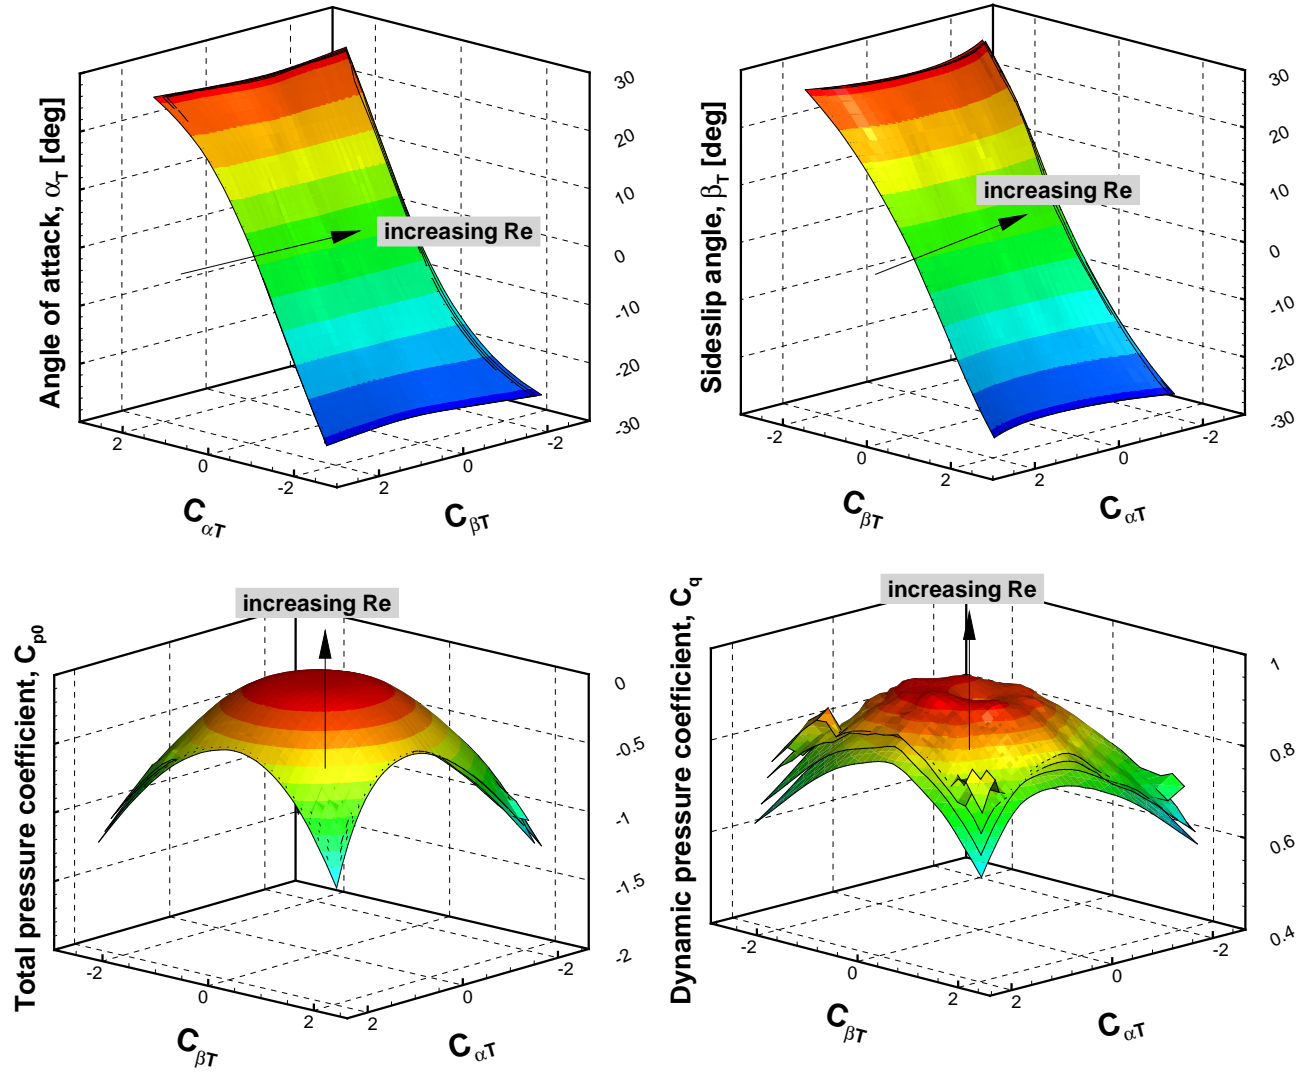 Angle of attack, αT [deg]
30
20
10
0
-10
-20
-30
increasing Re
2
0
-2
2
0
-2
CαT
CβT
Sideslip angle, βT [deg]
30
20
10
0
-10
-20
-30
increasing Re
-2
0
2
2
0
-2
CβT
CαT
Total pressure coefficient, Cp0
increasing Re
0
-0.5
-1
-1.5
-2
-2
0
2
2
0
-2
CβT
CαT
Dynamic pressure coefficient, Cq
increasing Re
1
0.8
0.6
0.4
-2
0
2
2
0
-2
CβT
CαT